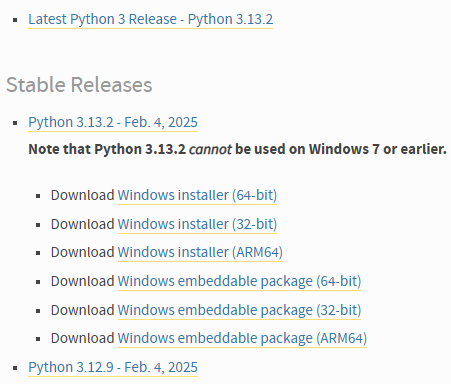 Latest Python 3 Release - Python 3.13.2
Stable Releases
Python 3.13.2 - Feb. 4, 2025
Note that Python 3.13.2 cannot be used on Windows 7 or earlier.
Download Windows installer (64-bit)
Download Windows installer (32-bit)
Download Windows installer (ARM64)
Download Windows embeddable package (64-bit)
Download Windows embeddable package (32-bit)
Download Windows embeddable package (ARM64)
Python 3.12.9 - Feb. 4, 2025